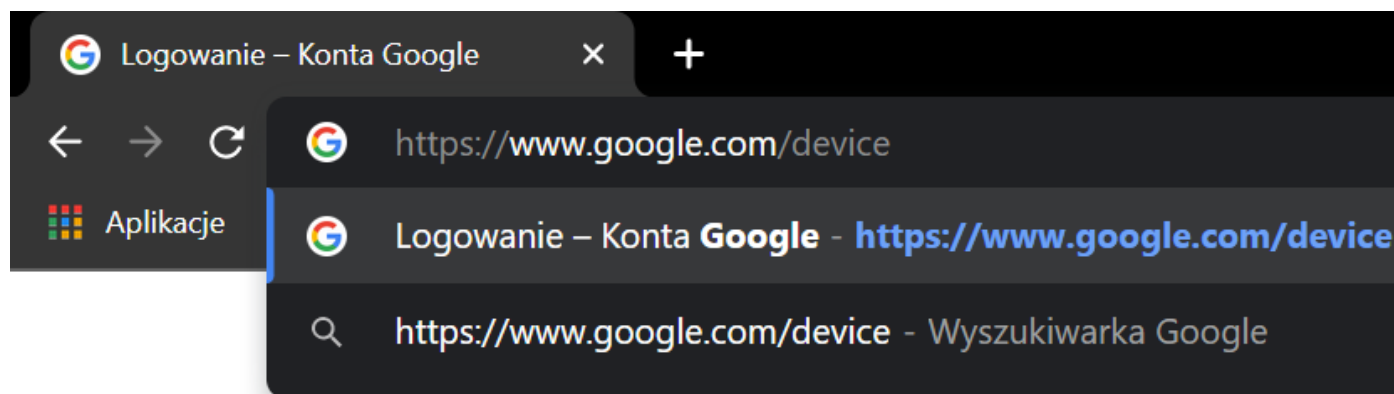 Logowanie – Konta Google
https://www.google.com/device
Aplikacje
Logowanie – Konta Google - https://www.google.com/device
https://www.google.com/device - Wyszukiwarka Google